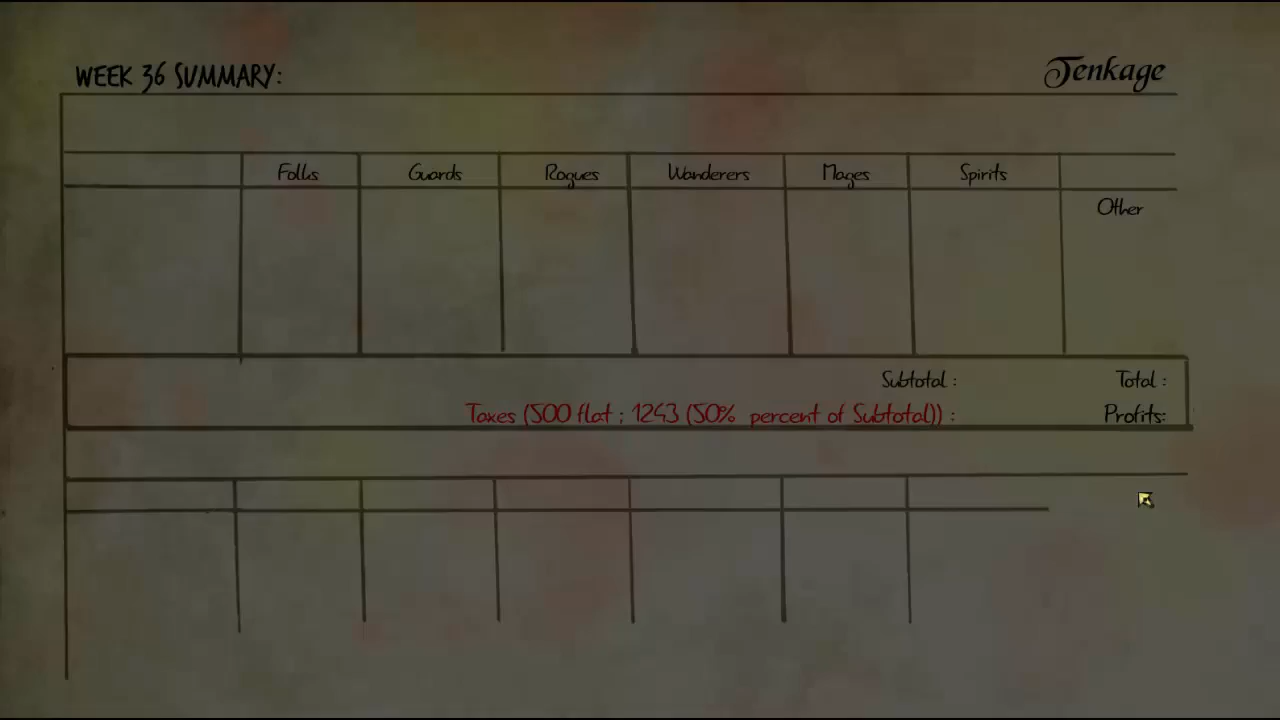 WEEK 36 SUMMARY:
Tenkage
Folks Guards Rogues Wanderers Mages Spirits
Other
Subtotal : Total :
Taxes (500 flat ; 1243 (50% percent of Subtotal)) : Profits: